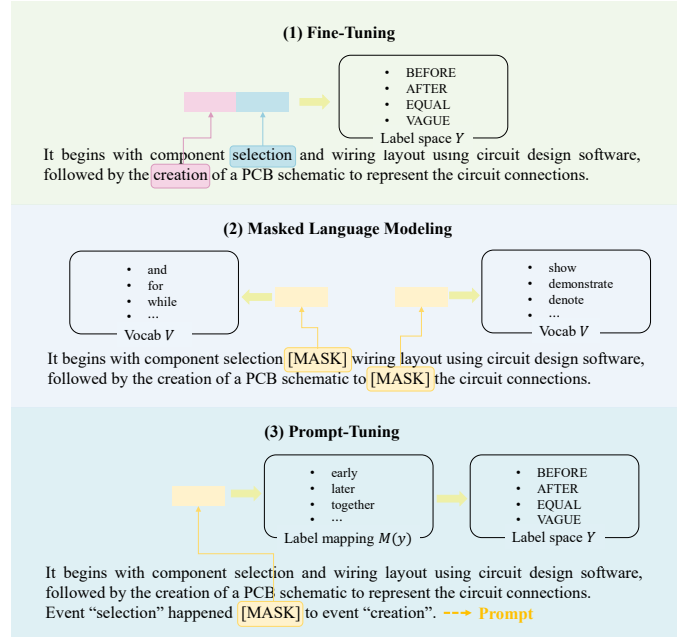 (1) Fine-Tuning
• BEFORE
• AFTER
• EQUAL
• VAGUE
Label space Y
It begins with component selection and wiring layout using circuit design software,
followed by the creation of a PCB schematic to represent the circuit connections.
(2) Masked Language Modeling
• and
• for
• while
• ...
Vocab V
• show
• demonstrate
• denote
• ...
Vocab V
It begins with component selection [MASK] wiring layout using circuit design software,
followed by the creation of a PCB schematic to [MASK] the circuit connections.
(3) Prompt-Tuning
• early
• later
• together
• ...
Label mapping M(y)
• BEFORE
• AFTER
• EQUAL
• VAGUE
Label space Y
It begins with component selection and wiring layout using circuit design software,
followed by the creation of a PCB schematic to represent the circuit connections.
Event “selection” happened [MASK] to event “creation”. Prompt